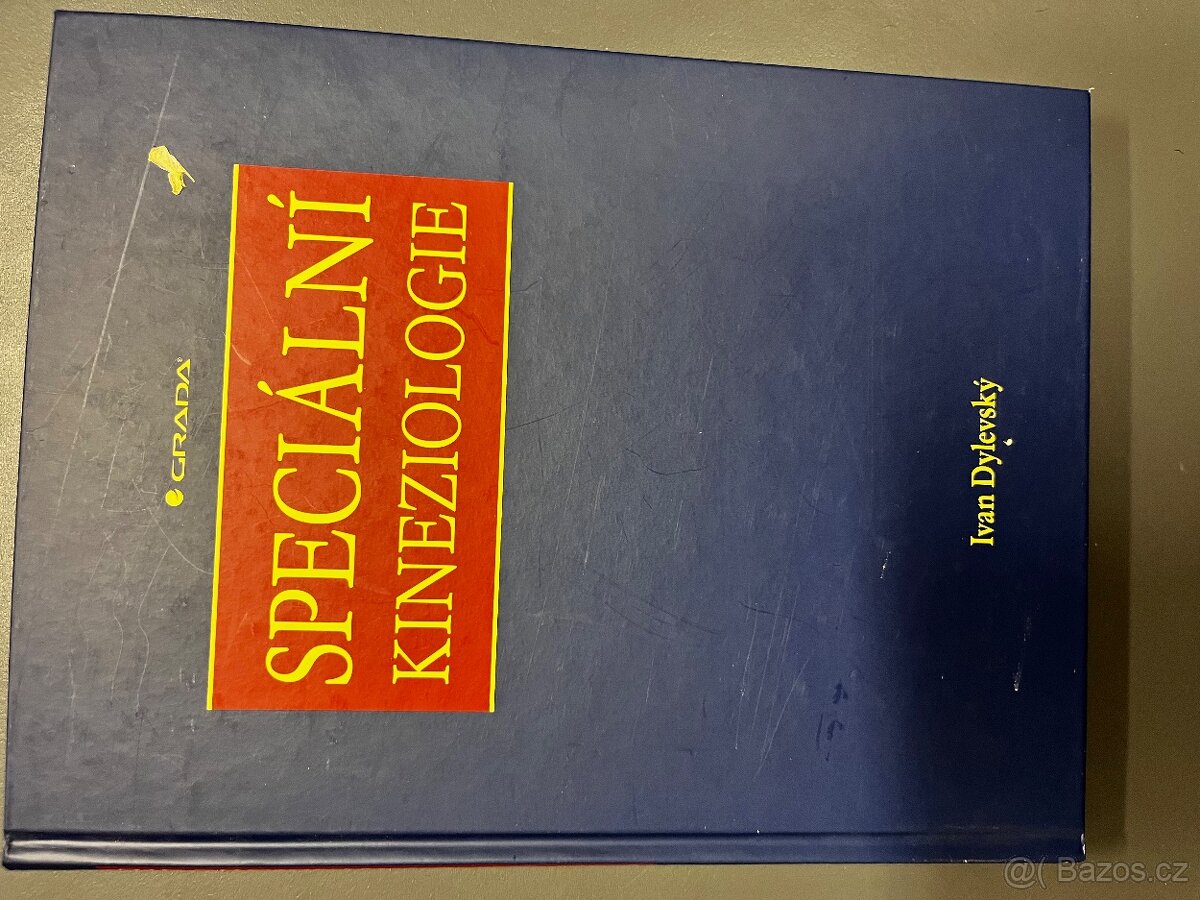 GRADA
SPECIÁLNÍ
KINEZIOLOGIE
Ivan Dylevský
@( Bazos.cz